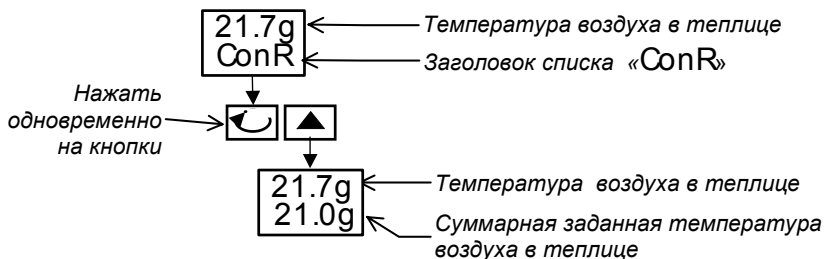 21.7g
Температура воздуха в теплице
ConR
Заголовок списка «ConR»
Нажать
одновременно
на кнопки
21.7g
Температура воздуха в теплице
21.0g
Суммарная заданная температура
воздуха в теплице